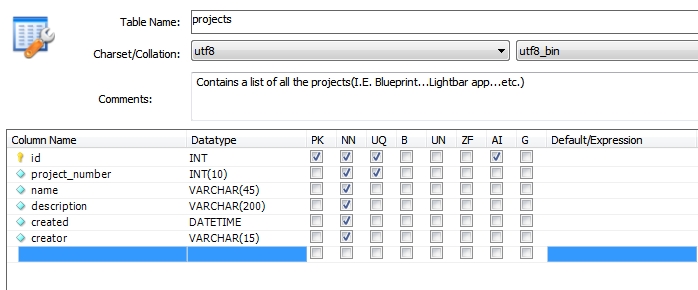 Table Name: projects
Charset/Collation: utf8 utf8_bin
Comments: Contains a list of all the projects(I.E. Blueprint...Lightbar app...etc.)
Column Name Datatype PK NN UQ B UN ZF AI G Default/Expression
id INT
project_number INT(10)
name VARCHAR(45)
description VARCHAR(200)
created DATETIME
creator VARCHAR(15)